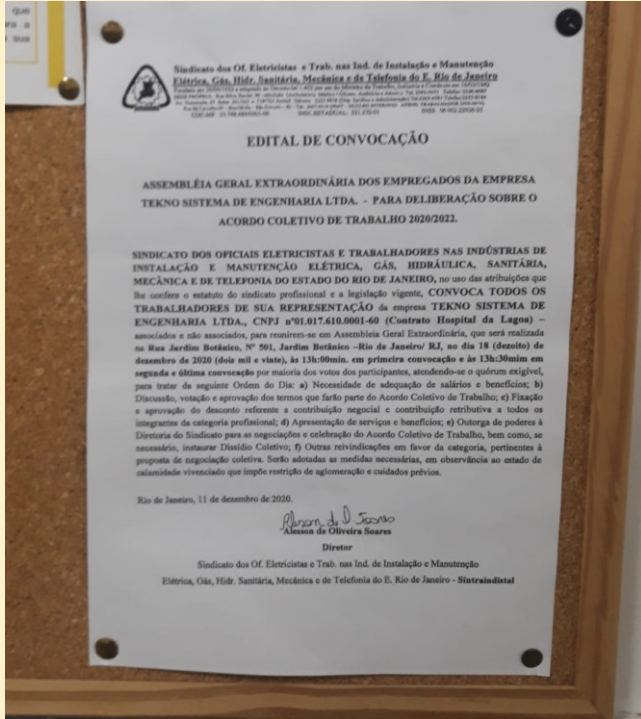 que
ra a
sua
Sindicato dos Of. Eletricistas e Trab. nas Ind. de Instalação e Manutenção
Elétrica, Gás, Hidr. Sanitária, Mecânica e de Telefonia do E. Rio de Janeiro
EDITAL DE CONVOCAÇÃO
ASSEMBLÉIA GERAL EXTRAORDINÁRIA DOS EMPREGADOS DA EMPRESA
TEKNO SISTEMA DE ENGENHARIA LTDA. - PARA DELIBERAÇÃO SOBRE O
ACORDO COLETIVO DE TRABALHO 2020/2022.
SINDICATO DOS OFICIAIS ELETRICISTAS E TRABALHADORES NAS INDÚSTRIAS DE
INSTALAÇÃO E MANUTENÇÃO ELÉTRICA, GÁS, HIDRÁULICA, SANITÁRIA,
MECÂNICA E DE TELEFONIA DO ESTADO DO RIO DE JANEIRO, no uso das atribuições que
lhe confere o estatuto do sindicato profissional e a legislação vigente, CONVOCA TODOS OS
TRABALHADORES DE SUA REPRESENTAÇÃO da empresa TEKNO SISTEMA DE
ENGENHARIA LTDA., CNPJ nº01.017.610.0001-60 (Contrato Hospital da Lagoa) –
associados e não associados, para reunirem-se em Assembleia Geral Extraordinária, que será realizada
na Rua Jardim Botânico, Nº 501, Jardim Botânico –Rio de Janeiro/ RJ, no dia 18 (dezoito) de
dezembro de 2020 (dois mil e vinte), às 13h:00min. em primeira convocação e às 13h:30mim em
segunda e última convocação por maioria dos votos dos participantes, atendendo-se o quórum exigível,
para tratar da seguinte Ordem do Dia: a) Necessidade de adequação de salários e benefícios; b)
Discussão, votação e aprovação dos termos que farão parte do Acordo Coletivo de Trabalho; c) Fixação
e aprovação do desconto referente a contribuição negocial e contribuição retributiva a todos os
integrantes da categoria profissional; d) Apresentação de serviços e benefícios; e) Outorga de poderes à
Diretoria do Sindicato para as negociações e celebração do Acordo Coletivo de Trabalho, bem como, se
necessário, instaurar Dissídio Coletivo; f) Outras reivindicações em favor da categoria, pertinentes à
proposta de negociação coletiva. Serão adotadas as medidas necessárias, em observância ao estado de
calamidade vivenciado que impõe restrição de aglomeração e cuidados prévios.
Rio de Janeiro, 11 de dezembro de 2020.
Alesson de O Soares
Alesson de Oliveira Soares
Diretor
Sindicato dos Of. Eletricistas e Trab. nas Ind. de Instalação e Manutenção
Elétrica, Gás, Hidr. Sanitária, Mecânica e de Telefonia do E. Rio de Janeiro - Sintraindistal